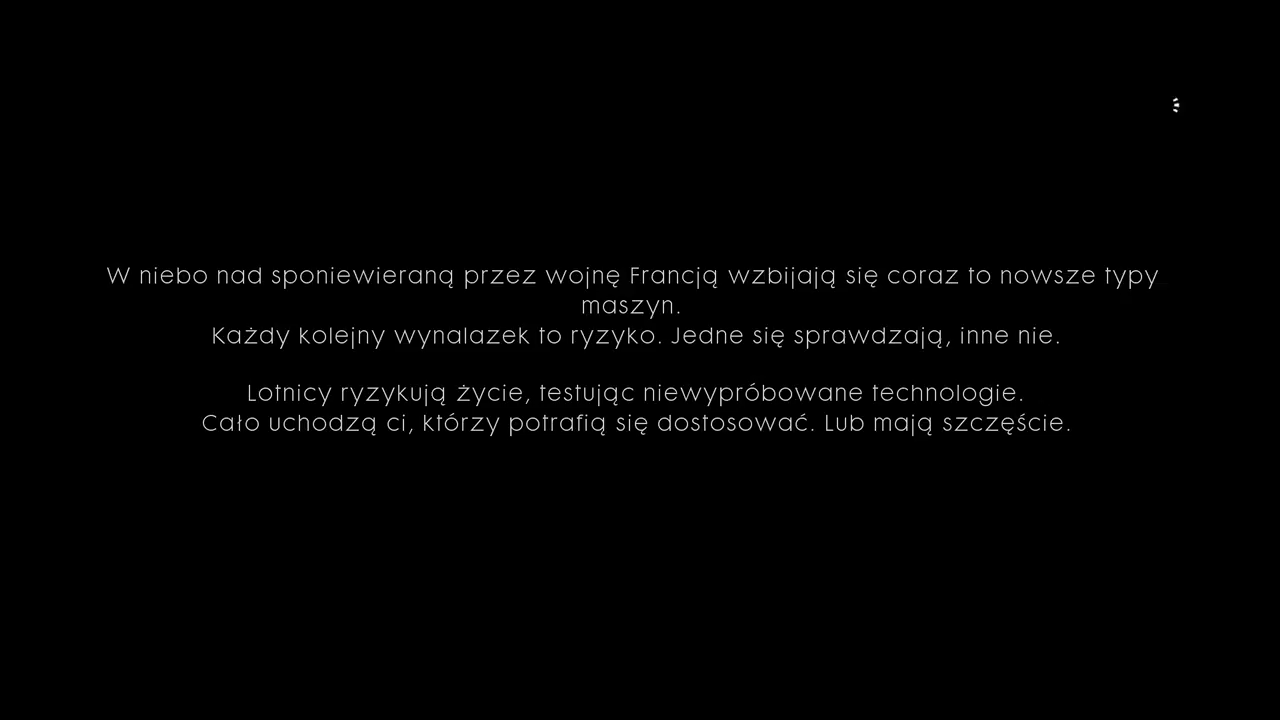 W niebo nad sponiewieraną przez wojnę Francją wzbijają się coraz to nowsze typy
maszyn.
Każdy kolejny wynalazek to ryzyko. Jedne się sprawdzają, inne nie.
Lotnicy ryzykują życie, testując niewypróbowane technologie.
Cało uchodzą ci, którzy potrafią się dostosować. Lub mają szczęście.